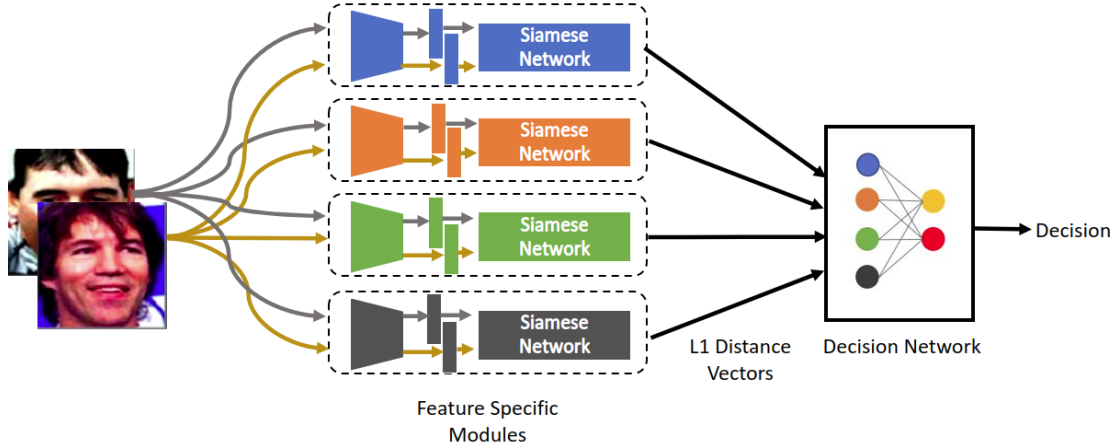 Siamese
Network
Siamese
Network
Siamese
Network
Siamese
Network
Feature Specific
Modules
L1 Distance
Vectors
Decision Network
Decision